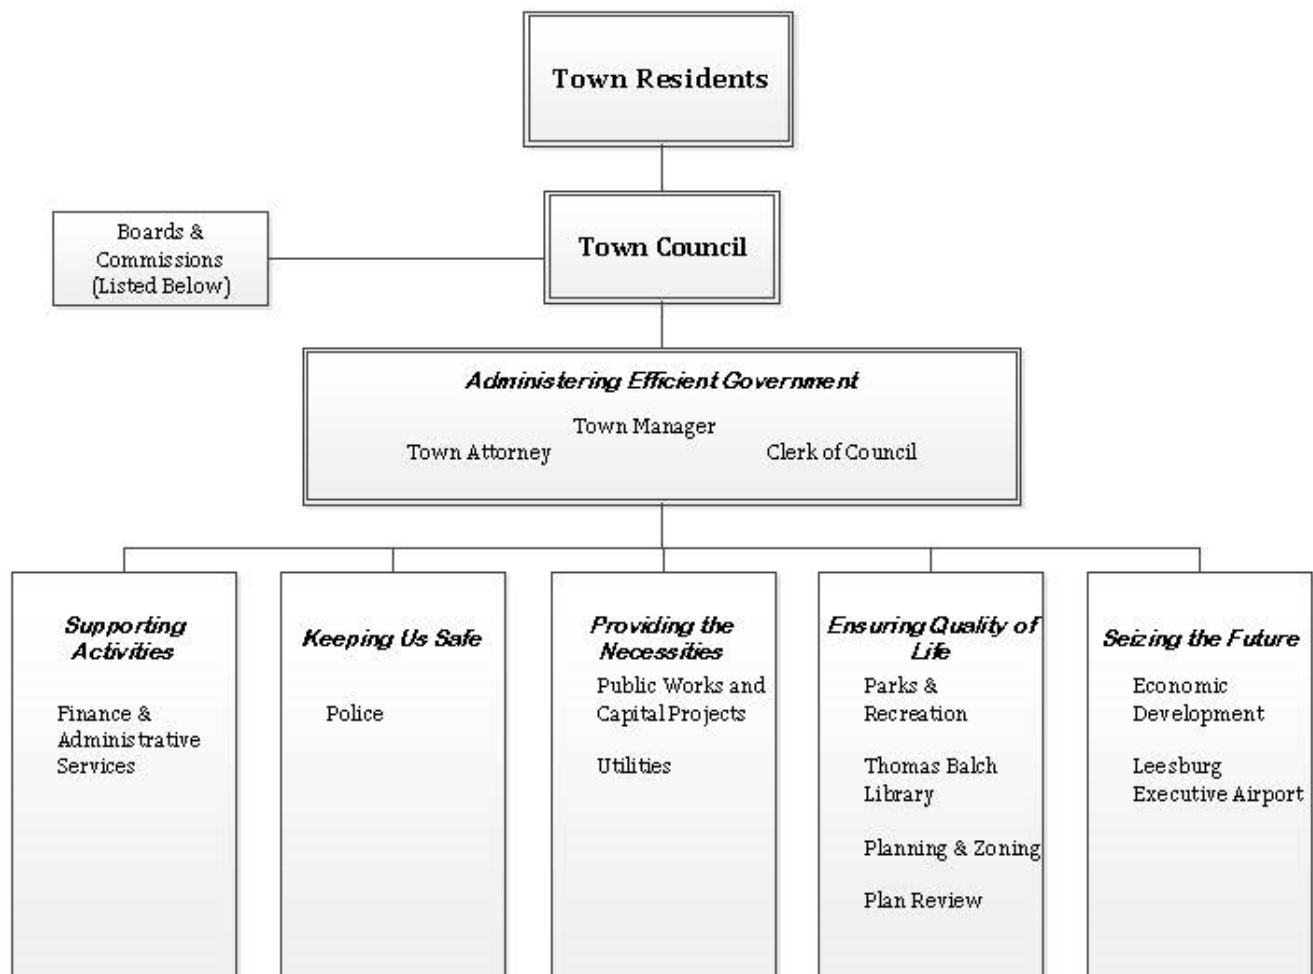 Town Residents
Boards &
Commissions
(Listed Below)
Town Council
Administering Efficient Government
Town Manager
Town Attorney
Clerk of Council
Supporting
Activities
Finance &
Administrative
Services
Keeping Us Safe
Police
Providing the
Necessities
Public Works and
Capital Projects
Utilities
Ensuring Quality of
Life
Parks &
Recreation
Thomas Balch
Library
Planning & Zoning
Plan Review
Seizing the Future
Economic
Development
Leesburg
Executive Airport